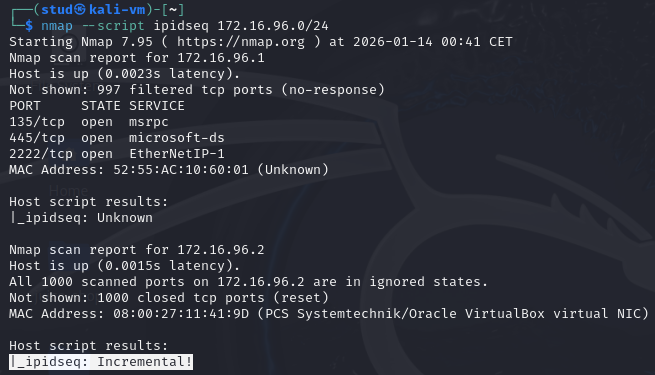 ┌──(stud㉿kali-vm)-[~]
└─$ nmap --script ipidseq 172.16.96.0/24
Starting Nmap 7.95 ( https://nmap.org ) at 2026-01-14 00:41 CET
Nmap scan report for 172.16.96.1
Host is up (0.0023s latency).
Not shown: 997 filtered tcp ports (no-response)
PORT     STATE SERVICE
135/tcp  open  msrpc
445/tcp  open  microsoft-ds
2222/tcp open  EtherNetIP-1
MAC Address: 52:55:AC:10:60:01 (Unknown)
Host script results:
|_ipidseq: Unknown
Nmap scan report for 172.16.96.2
Host is up (0.0015s latency).
All 1000 scanned ports on 172.16.96.2 are in ignored states.
Not shown: 1000 closed tcp ports (reset)
MAC Address: 08:00:27:11:41:9D (PCS Systemtechnik/Oracle VirtualBox virtual NIC)
Host script results:
|_ipidseq: Incremental!